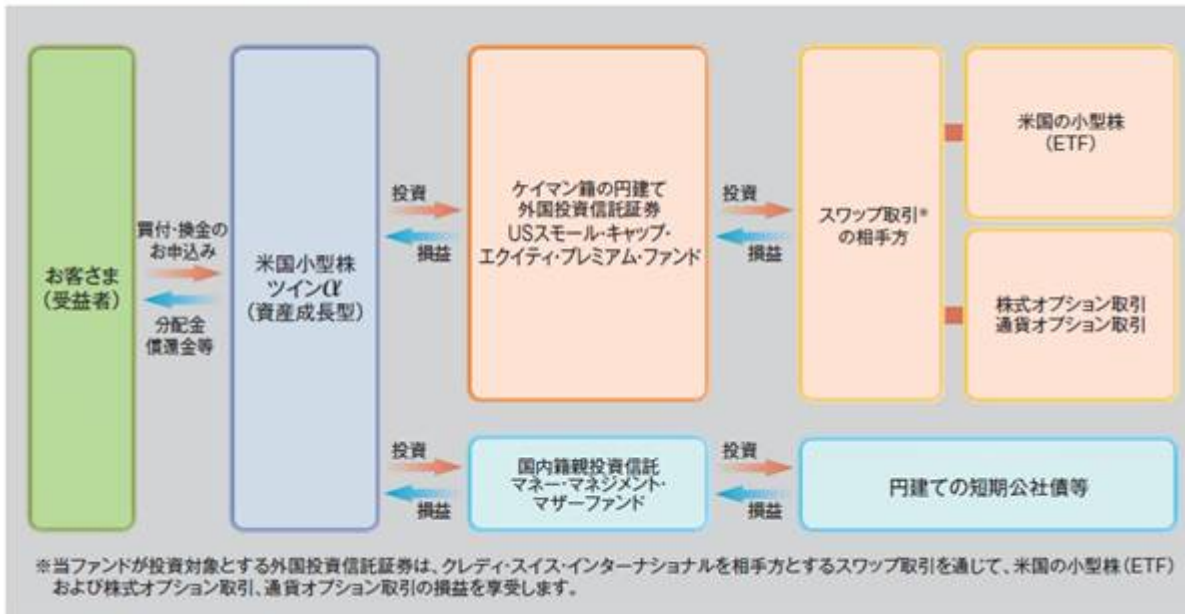 お客さま
(受益者)
買付・換金の
お申込み
分配金
償還金等
米国小型株
ツインα
(資産成長型)
投資
損益
ケイマン籍の円建て
外国投資信託証券
USスモール・キャップ・
エクイティ・プレミアム・ファンド
投資
損益
スワップ取引※
の相手方
米国の小型株
(ETF)
株式オプション取引
通貨オプション取引
投資
損益
国内籍親投資信託
マネー・マネジメント・
マザーファンド
投資
損益
円建ての短期公社債等
※当ファンドが投資対象とする外国投資信託証券は、クレディ・スイス・インターナショナルを相手方とするスワップ取引を通じて、米国の小型株(ETF)
および株式オプション取引、通貨オプション取引の損益を享受します。